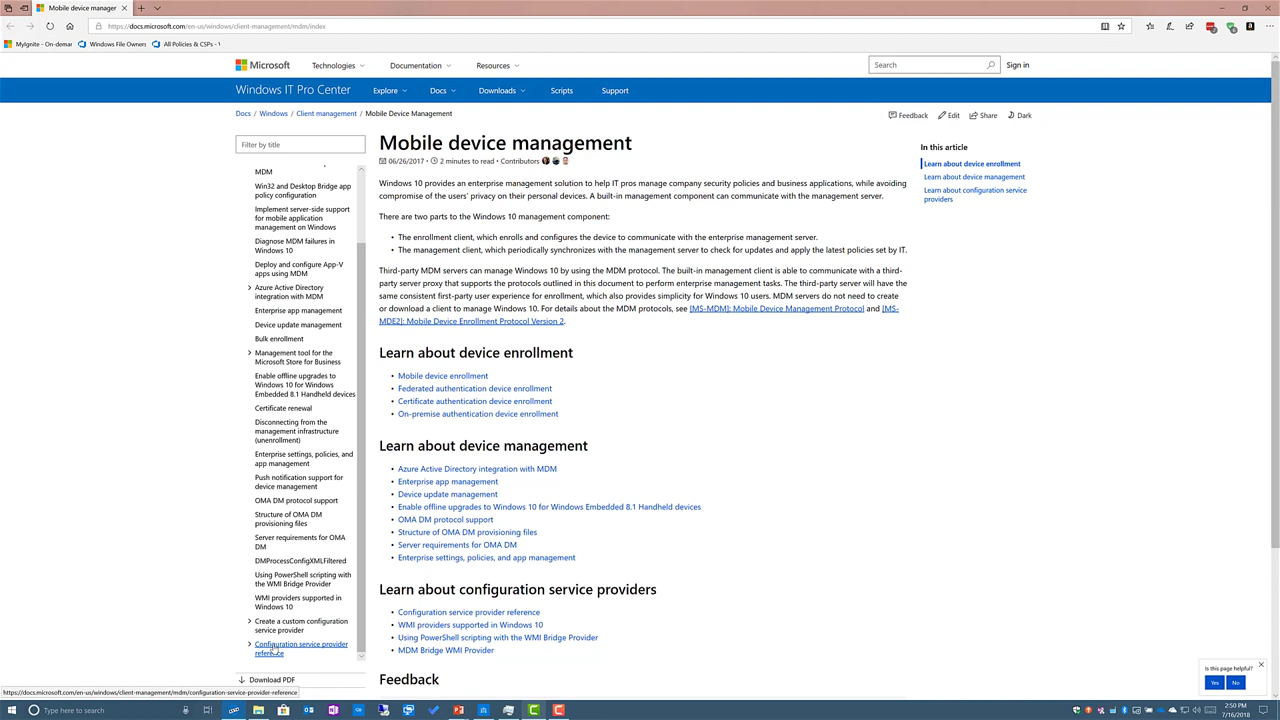 Mobile device manager
https://docs.microsoft.com/en-us/windows/client-management/mdm/index
MyIgnite - On-demar
Windows File Owners
All Policies & CSPs -
Microsoft
Technologies
Documentation
Resources
Search
Sign in
Windows IT Pro Center
Explore
Docs
Downloads
Scripts
Support
Docs / Windows / Client management / Mobile Device Management
Feedback
Edit
Share
Dark
Filter by title
MDM
Win32 and Desktop Bridge app
policy configuration
Implement server-side support
for mobile application
management on Windows
Diagnose MDM failures in
Windows 10
Deploy and configure App-V
apps using MDM
Azure Active Directory
integration with MDM
Enterprise app management
Device update management
Bulk enrollment
Management tool for the
Microsoft Store for Business
Enable offline upgrades to
Windows 10 for Windows
Embedded 8.1 Handheld devices
Certificate renewal
Disconnecting from the
management infrastructure
(unenrollment)
Enterprise settings, policies, and
app management
Push notification support for
device management
OMA DM protocol support
Structure of OMA DM
provisioning files
Server requirements for OMA
DM
DMProcessConfigXMLFiltered
Using PowerShell scripting with
the WMI Bridge Provider
WMI providers supported in
Windows 10
Create a custom configuration
service provider
Configuration service provider
reference
Download PDF
Mobile device management
06/26/2017 • 2 minutes to read • Contributors
Windows 10 provides an enterprise management solution to help IT pros manage company security policies and business applications, while avoiding
compromise of the users' privacy on their personal devices. A built-in management component can communicate with the management server.
There are two parts to the Windows 10 management component:
• The enrollment client, which enrolls and configures the device to communicate with the enterprise management server.
• The management client, which periodically synchronizes with the management server to check for updates and apply the latest policies set by IT.
Third-party MDM servers can manage Windows 10 by using the MDM protocol. The built-in management client is able to communicate with a third-
party server proxy that supports the protocols outlined in this document to perform enterprise management tasks. The third-party server will have the
same consistent first-party user experience for enrollment, which also provides simplicity for Windows 10 users. MDM servers do not need to create
or download a client to manage Windows 10. For details about the MDM protocols, see [MS-MDM]: Mobile Device Management Protocol and [MS-
MDE2]: Mobile Device Enrollment Protocol Version 2.
Learn about device enrollment
• Mobile device enrollment
• Federated authentication device enrollment
• Certificate authentication device enrollment
• On-premise authentication device enrollment
Learn about device management
• Azure Active Directory integration with MDM
• Enterprise app management
• Device update management
• Enable offline upgrades to Windows 10 for Windows Embedded 8.1 Handheld devices
• OMA DM protocol support
• Structure of OMA DM provisioning files
• Server requirements for OMA DM
• Enterprise settings, policies, and app management
Learn about configuration service providers
• Configuration service provider reference
• WMI providers supported in Windows 10
• Using PowerShell scripting with the WMI Bridge Provider
• MDM Bridge WMI Provider
Feedback
In this article
Learn about device enrollment
Learn about device management
Learn about configuration service
providers
Is this page helpful?
Yes
No
https://docs.microsoft.com/en-us/windows/client-management/mdm/configuration-service-provider-reference
Type here to search
2:50 PM
7/16/2018